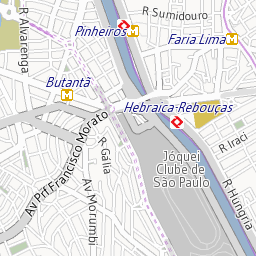 R Sumidouro
Pinheiros
Faria Lima
R Alvarenga
Butantã
Hebraica-Rebouças
Av Prf.Francisco Morato
R Gália
R Iraci
Jóquei
Clube de
São Paulo
Av Morumbi
R Hungria